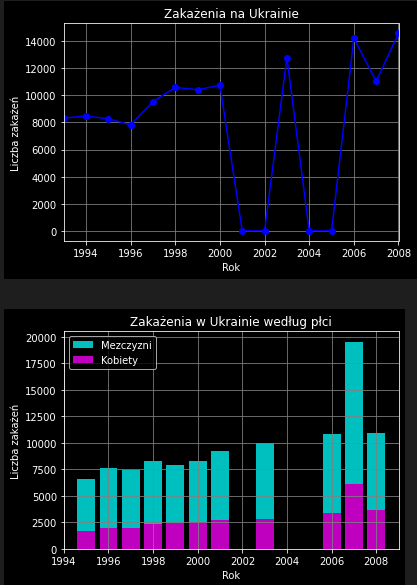 Zakażenia na Ukrainie
14000
12000
10000
8000
6000
4000
2000
0
Liczba zakażeń
1994 1996 1998 2000 2002 2004 2006 2008
Rok
Zakażenia w Ukrainie według płci
Mezczyzni
Kobiety
20000
17500
15000
12500
10000
7500
5000
2500
0
Liczba zakażeń
1994 1996 1998 2000 2002 2004 2006 2008
Rok